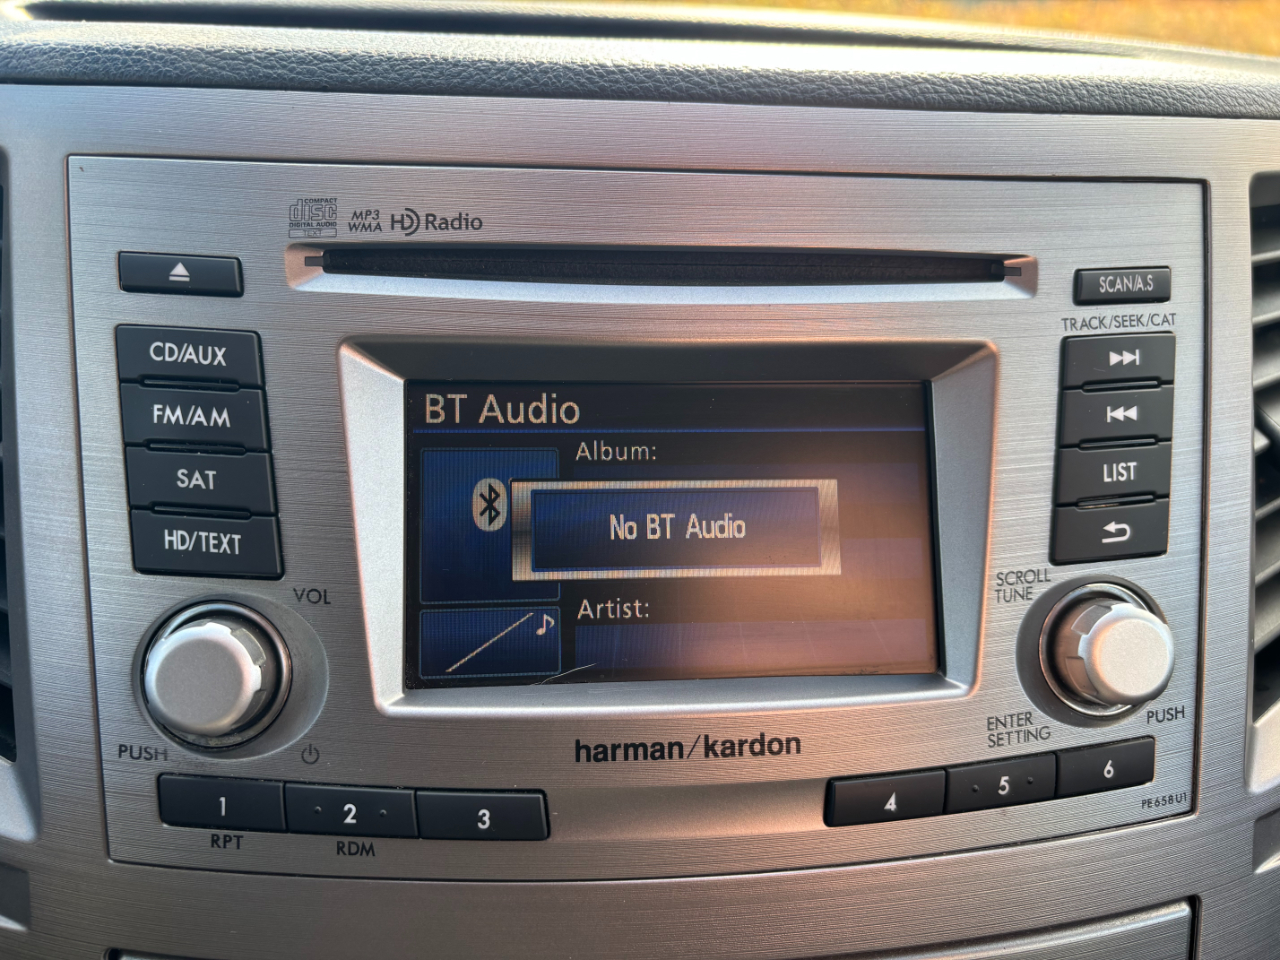 COMPACT
disc
DIGITAL AUDIO
TEXT
MP3
WMA
HD Radio
SCAN/A.S
TRACK/SEEK/CAT
CD/AUX
FM/AM
SAT
HD/TEXT
LIST
BT Audio
Album:
No BT Audio
Artist:
VOL
PUSH
SCROLL
TUNE
PUSH
ENTER
SETTING
harman/kardon
1
2
3
4
5
6
RPT
RDM
PE658U1